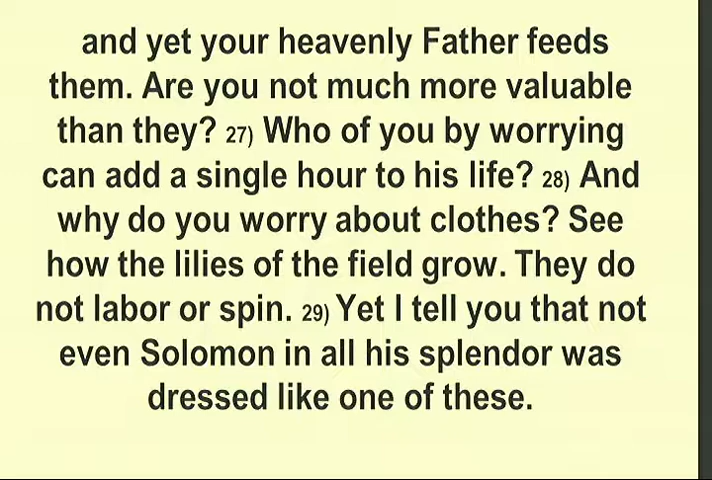 and yet your heavenly Father feeds
them. Are you not much more valuable
than they? 27) Who of you by worrying
can add a single hour to his life? 28) And
why do you worry about clothes? See
how the lilies of the field grow. They do
not labor or spin. 29) Yet I tell you that not
even Solomon in all his splendor was
dressed like one of these.